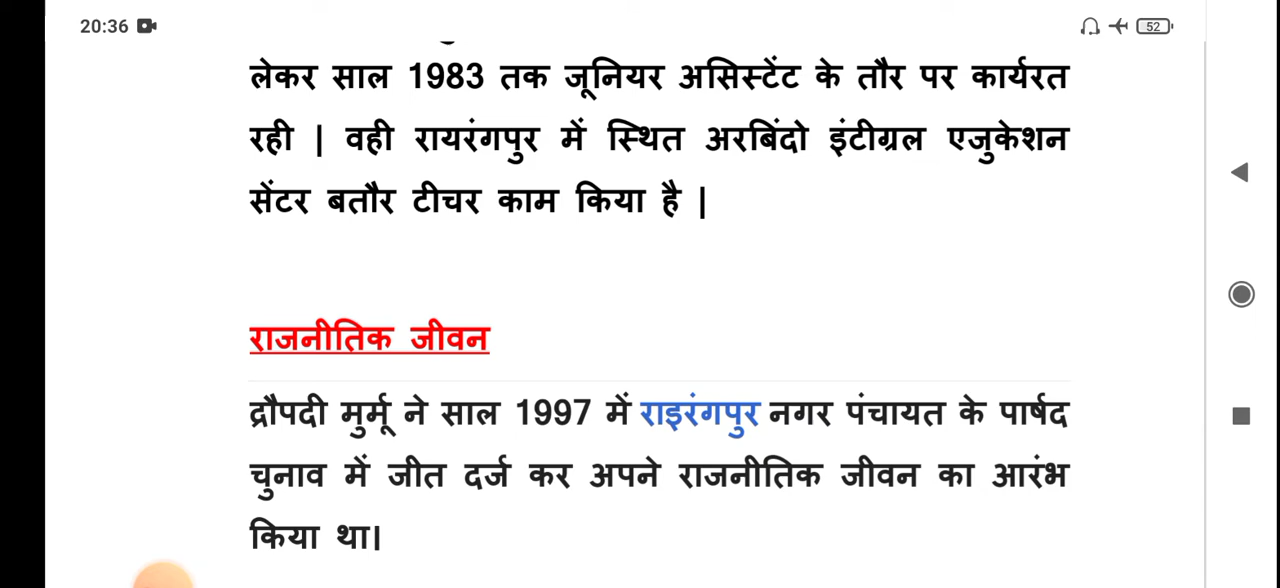 20:36
52
लेकर साल 1983 तक जूनियर असिस्टेंट के तौर पर कार्यरत
रही | वही रायरंगपुर में स्थित अरबिंदो इंटीग्रल एजुकेशन
सेंटर बतौर टीचर काम किया है |
राजनीतिक जीवन
द्रौपदी मुर्मू ने साल 1997 में राइरंगपुर नगर पंचायत के पार्षद
चुनाव में जीत दर्ज कर अपने राजनीतिक जीवन का आरंभ
किया था।